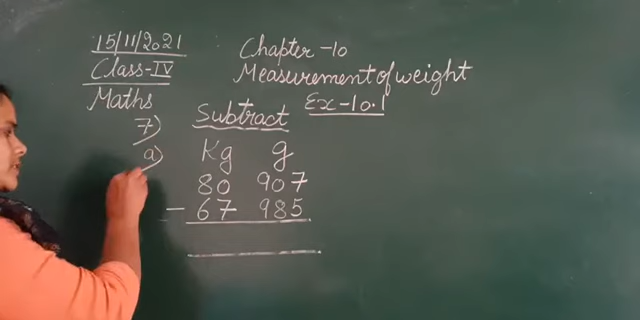 15/11/2021
Class-IV
Maths
Chapter-10
Measurement of weight
Ex-10.1
7) Subtract
a) Kg g
80 907
- 67 985